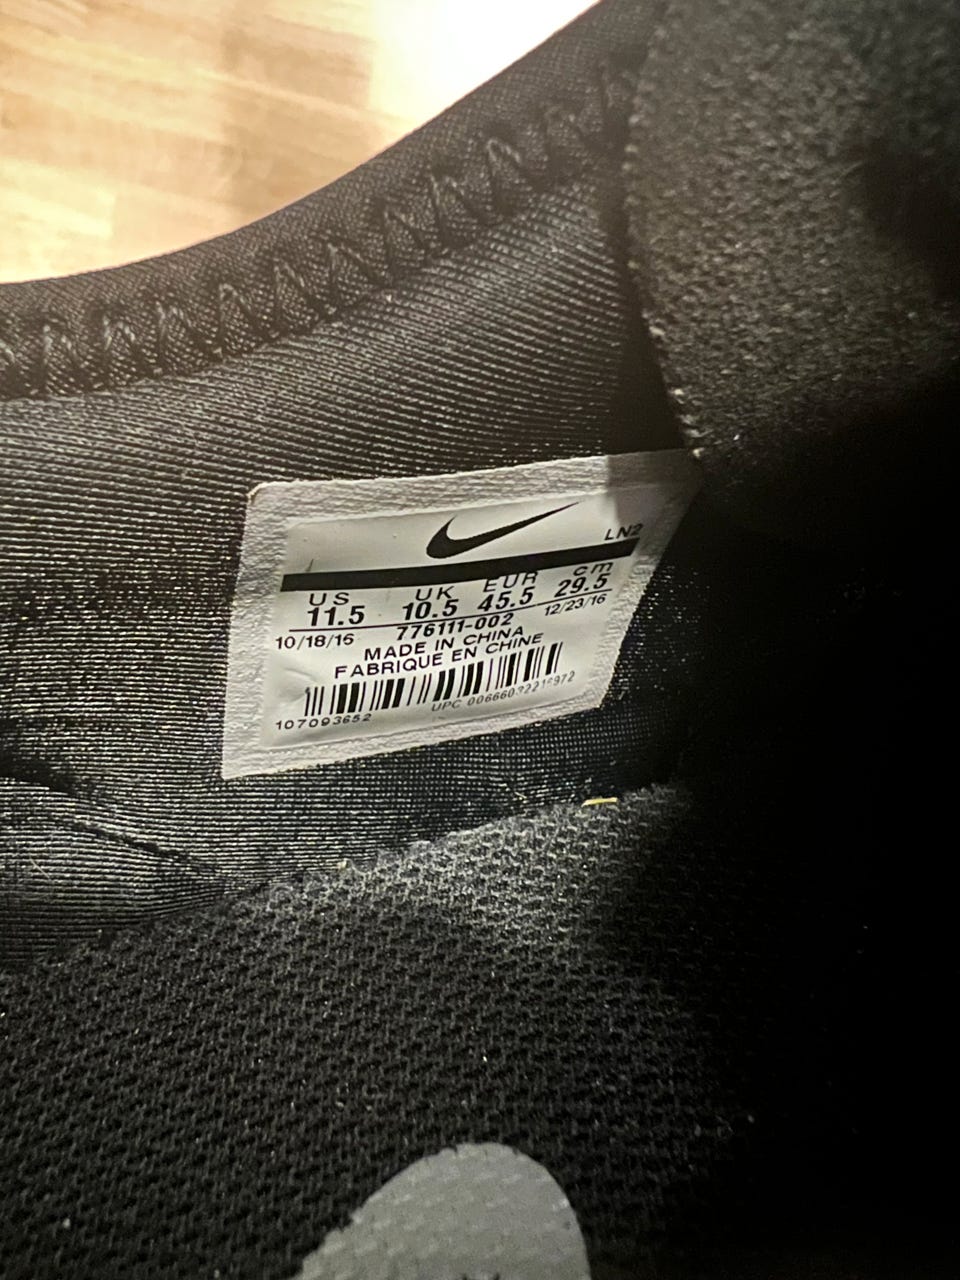 LN2
US UK EUR cm
11.5 10.5 45.5 29.5
10/18/16 776111-002 12/23/16
MADE IN CHINA
FABRIQUE EN CHINE
107093652 UPC